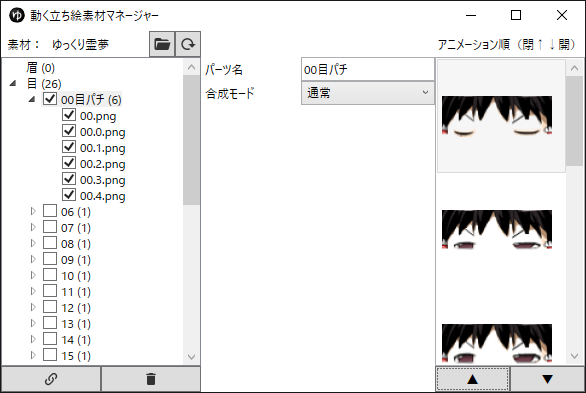 動く立ち絵素材マネージャー
素材： ゆっくり霊夢
アニメーション順（閉↑↓開）
眉 (0)
目 (26)
00目パチ (6)
00.png
00.0.png
00.1.png
00.2.png
00.3.png
00.4.png
06 (1)
07 (1)
08 (1)
09 (1)
10 (1)
11 (1)
12 (1)
13 (1)
14 (1)
15 (1)
パーツ名
00目パチ
合成モード
通常
▲
▼